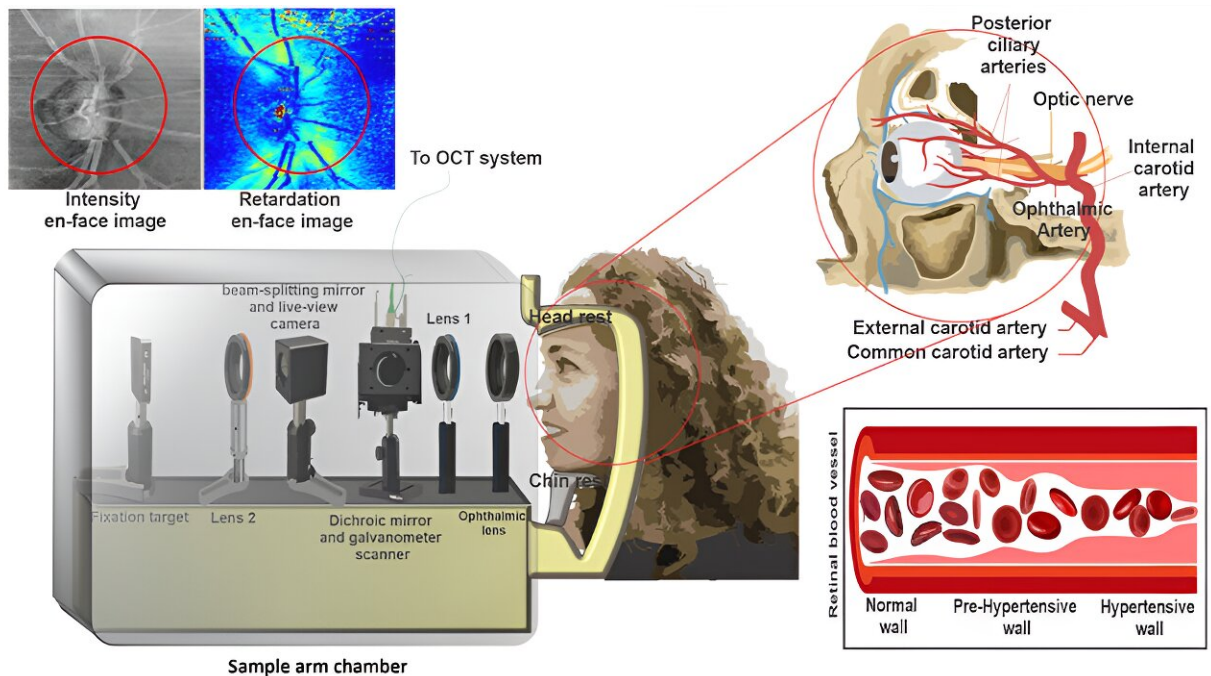 Intensity
en-face image
Retardation
en-face image
To OCT system
Posterior
ciliary
arteries
Optic nerve
Internal
carotid
artery
Ophthalmic
Artery
External carotid artery
Common carotid artery
beam-splitting mirror
and live-view
camera
Lens 1
Head rest
Chin res
Fixation target
Lens 2
Dichroic mirror
and galvanometer
scanner
Ophthalmic
lens
Sample arm chamber
Retinal blood vessel
Normal
wall
Pre-Hypertensive
wall
Hypertensive
wall